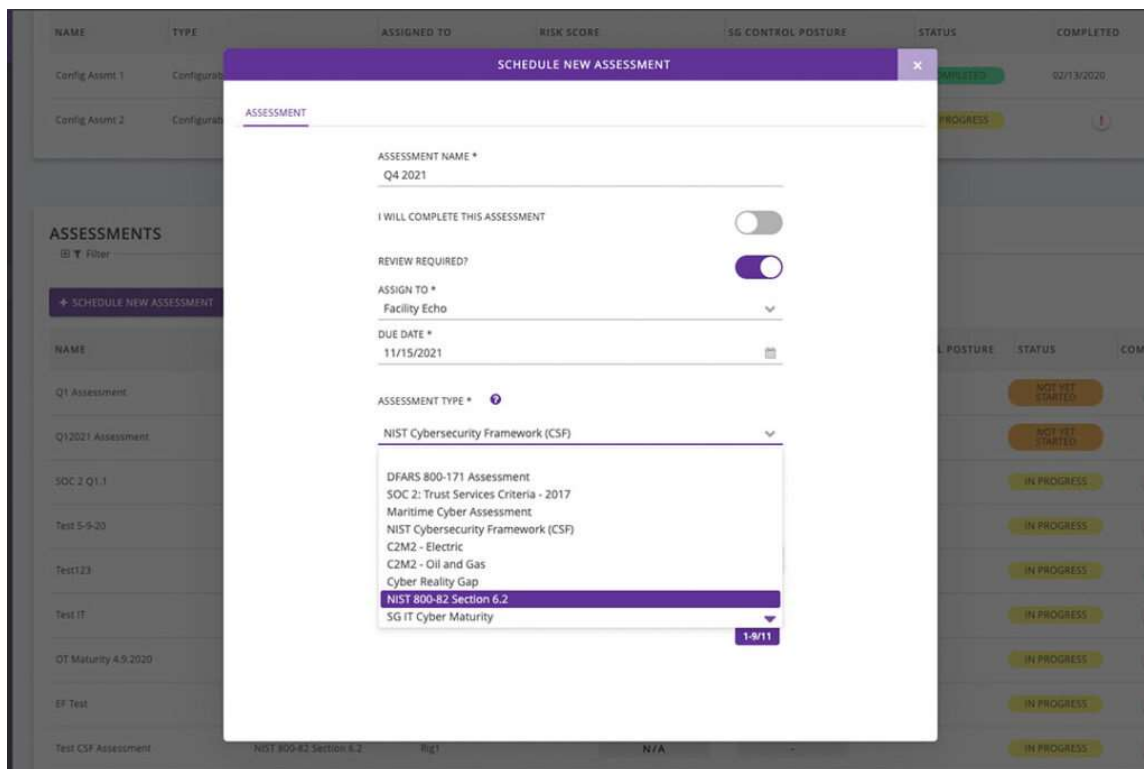 NAME TYPE ASSIGNED TO RISK SCORE SG CONTROL POSTURE STATUS COMPLETED
SCHEDULE NEW ASSESSMENT ×
Config Assmt 1 Configurab COMPLETED 02/13/2020
Config Assmt 2 Configurab PROGRESS !
ASSESSMENT
ASSESSMENT NAME *
Q4 2021
I WILL COMPLETE THIS ASSESSMENT
REVIEW REQUIRED?
ASSIGN TO *
Facility Echo
DUE DATE *
11/15/2021
ASSESSMENT TYPE * ?
NIST Cybersecurity Framework (CSF)
DFARS 800-171 Assessment
SOC 2: Trust Services Criteria - 2017
Maritime Cyber Assessment
NIST Cybersecurity Framework (CSF)
C2M2 - Electric
C2M2 - Oil and Gas
Cyber Reality Gap
NIST 800-82 Section 6.2
SG IT Cyber Maturity
1-9/11
ASSESSMENTS
Filter
+ SCHEDULE NEW ASSESSMENT
NAME L POSTURE STATUS COM
Q1 Assessment NOT YET STARTED
Q12021 Assessment NOT YET STARTED
SOC 2 Q1.1 IN PROGRESS
Test 5-9-20 IN PROGRESS
Test123 IN PROGRESS
Test IT IN PROGRESS
OT Maturity 4.9.2020 IN PROGRESS
EF Test IN PROGRESS
Test CSF Assessment NIST 800-82 Section 6.2 Rig1 N/A - IN PROGRESS